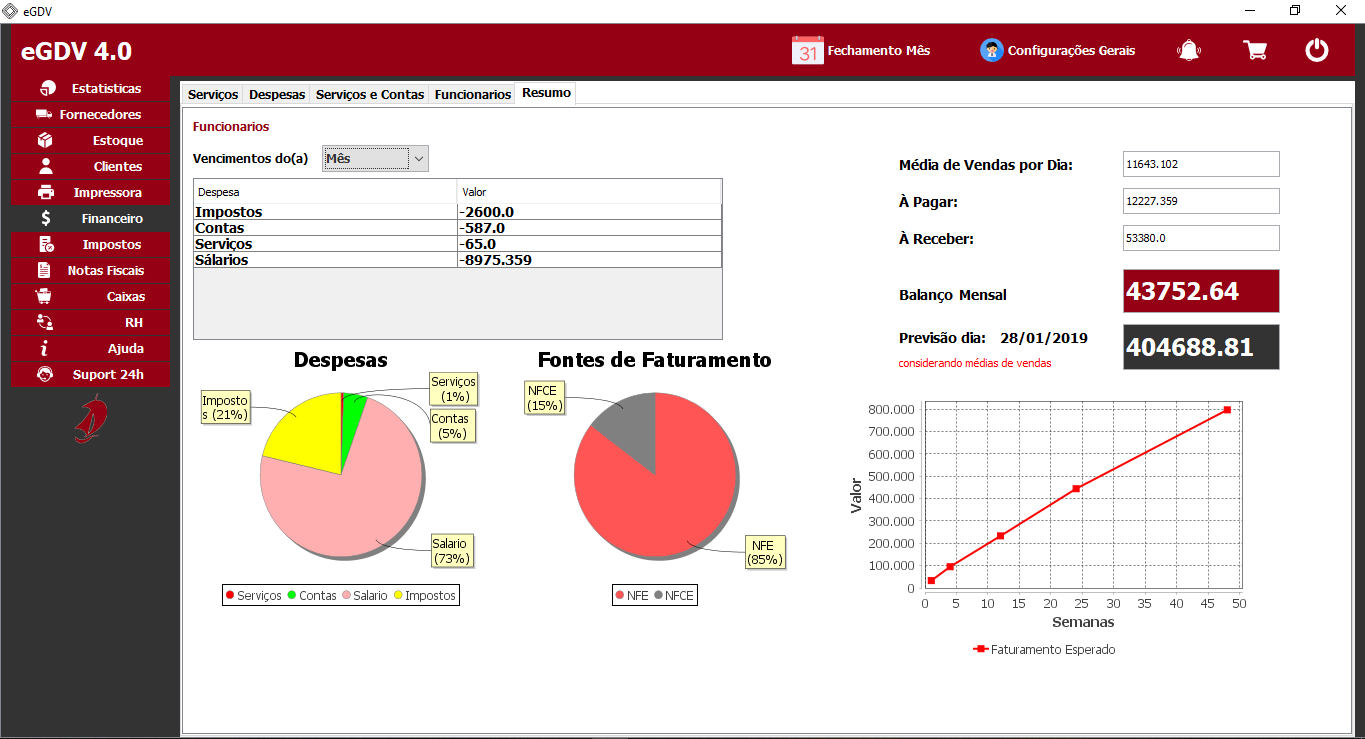 eGDV
eGDV 4.0
31 Fechamento Mês
Configurações Gerais
Estatisticas
Fornecedores
Estoque
Clientes
Impressora
Financeiro
Impostos
Notas Fiscais
Caixas
RH
Ajuda
Suport 24h
Serviços Despesas Serviços e Contas Funcionarios Resumo
Funcionarios
Vencimentos do(a) Mês
Despesa Valor
Impostos -2600.0
Contas -587.0
Serviços -65.0
Sálarios -8975.359
Média de Vendas por Dia: 11643.102
À Pagar: 12227.359
À Receber: 53380.0
Balanço Mensal 43752.64
Previsão dia: 28/01/2019 404688.81
considerando médias de vendas
Despesas
Imposto
s (21%)
Serviços
(1%)
Contas
(5%)
Salario
(73%)
Serviços Contas Salario Impostos
Fontes de Faturamento
NFCE
(15%)
NFE
(85%)
NFE NFCE
Valor
800.000
700.000
600.000
500.000
400.000
300.000
200.000
100.000
0
0 5 10 15 20 25 30 35 40 45 50
Semanas
Faturamento Esperado